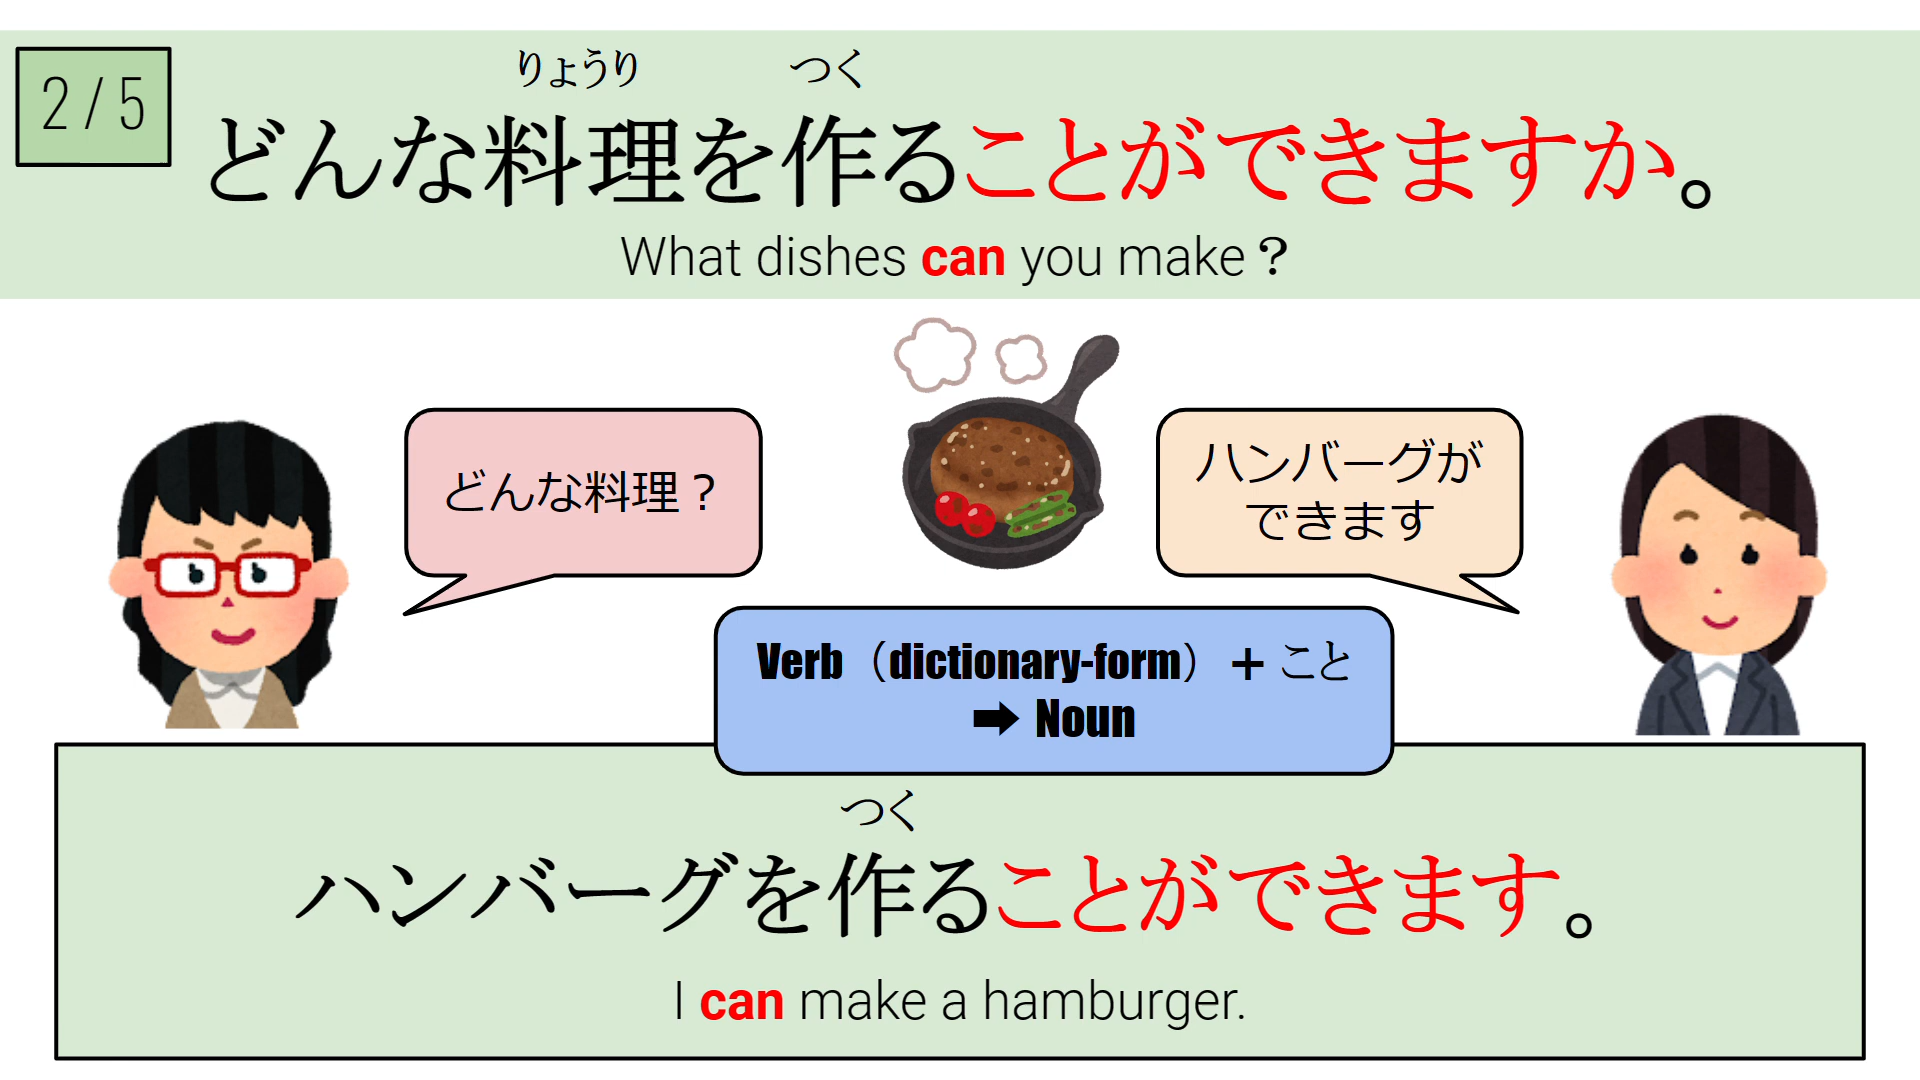 2 / 5
りょうり つく
どんな料理を作ることができますか。
What dishes can you make？
どんな料理？
ハンバーグが
できます
Verb（dictionary-form）＋こと
➡ Noun
つく
ハンバーグを作ることができます。
I can make a hamburger.